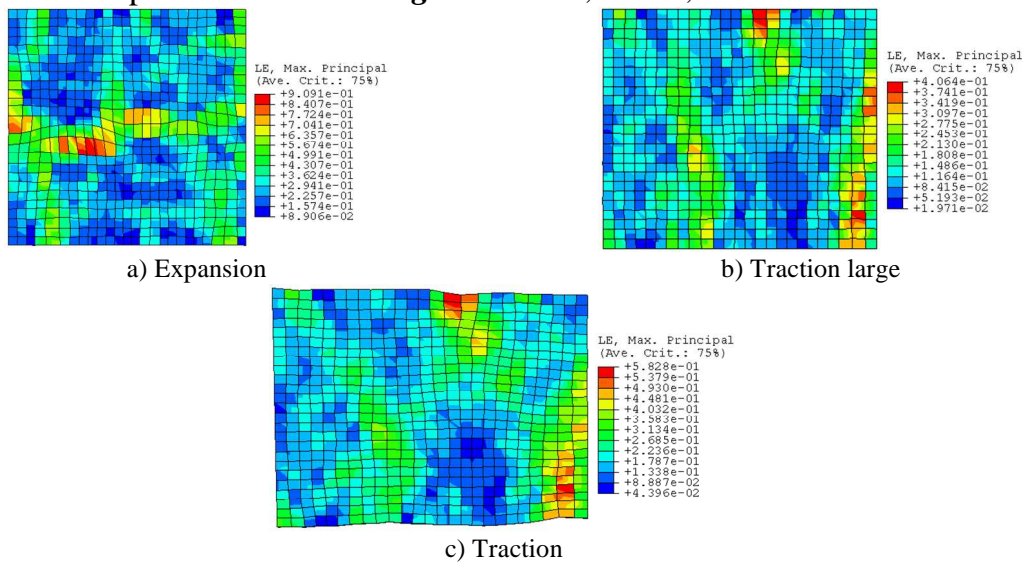 LE, Max. Principal
(Ave. Crit.: 75%)
+9.091e-01
+8.407e-01
+7.724e-01
+7.041e-01
+6.357e-01
+5.674e-01
+4.991e-01
+4.307e-01
+3.624e-01
+2.941e-01
+2.257e-01
+1.574e-01
+8.906e-02
a) Expansion
LE, Max. Principal
(Ave. Crit.: 75%)
+4.064e-01
+3.741e-01
+3.419e-01
+3.097e-01
+2.775e-01
+2.453e-01
+2.130e-01
+1.808e-01
+1.486e-01
+1.164e-01
+8.415e-02
+5.193e-02
+1.971e-02
b) Traction large
LE, Max. Principal
(Ave. Crit.: 75%)
+5.828e-01
+5.379e-01
+4.930e-01
+4.481e-01
+4.032e-01
+3.583e-01
+3.134e-01
+2.685e-01
+2.236e-01
+1.787e-01
+1.338e-01
+8.887e-02
+4.396e-02
c) Traction